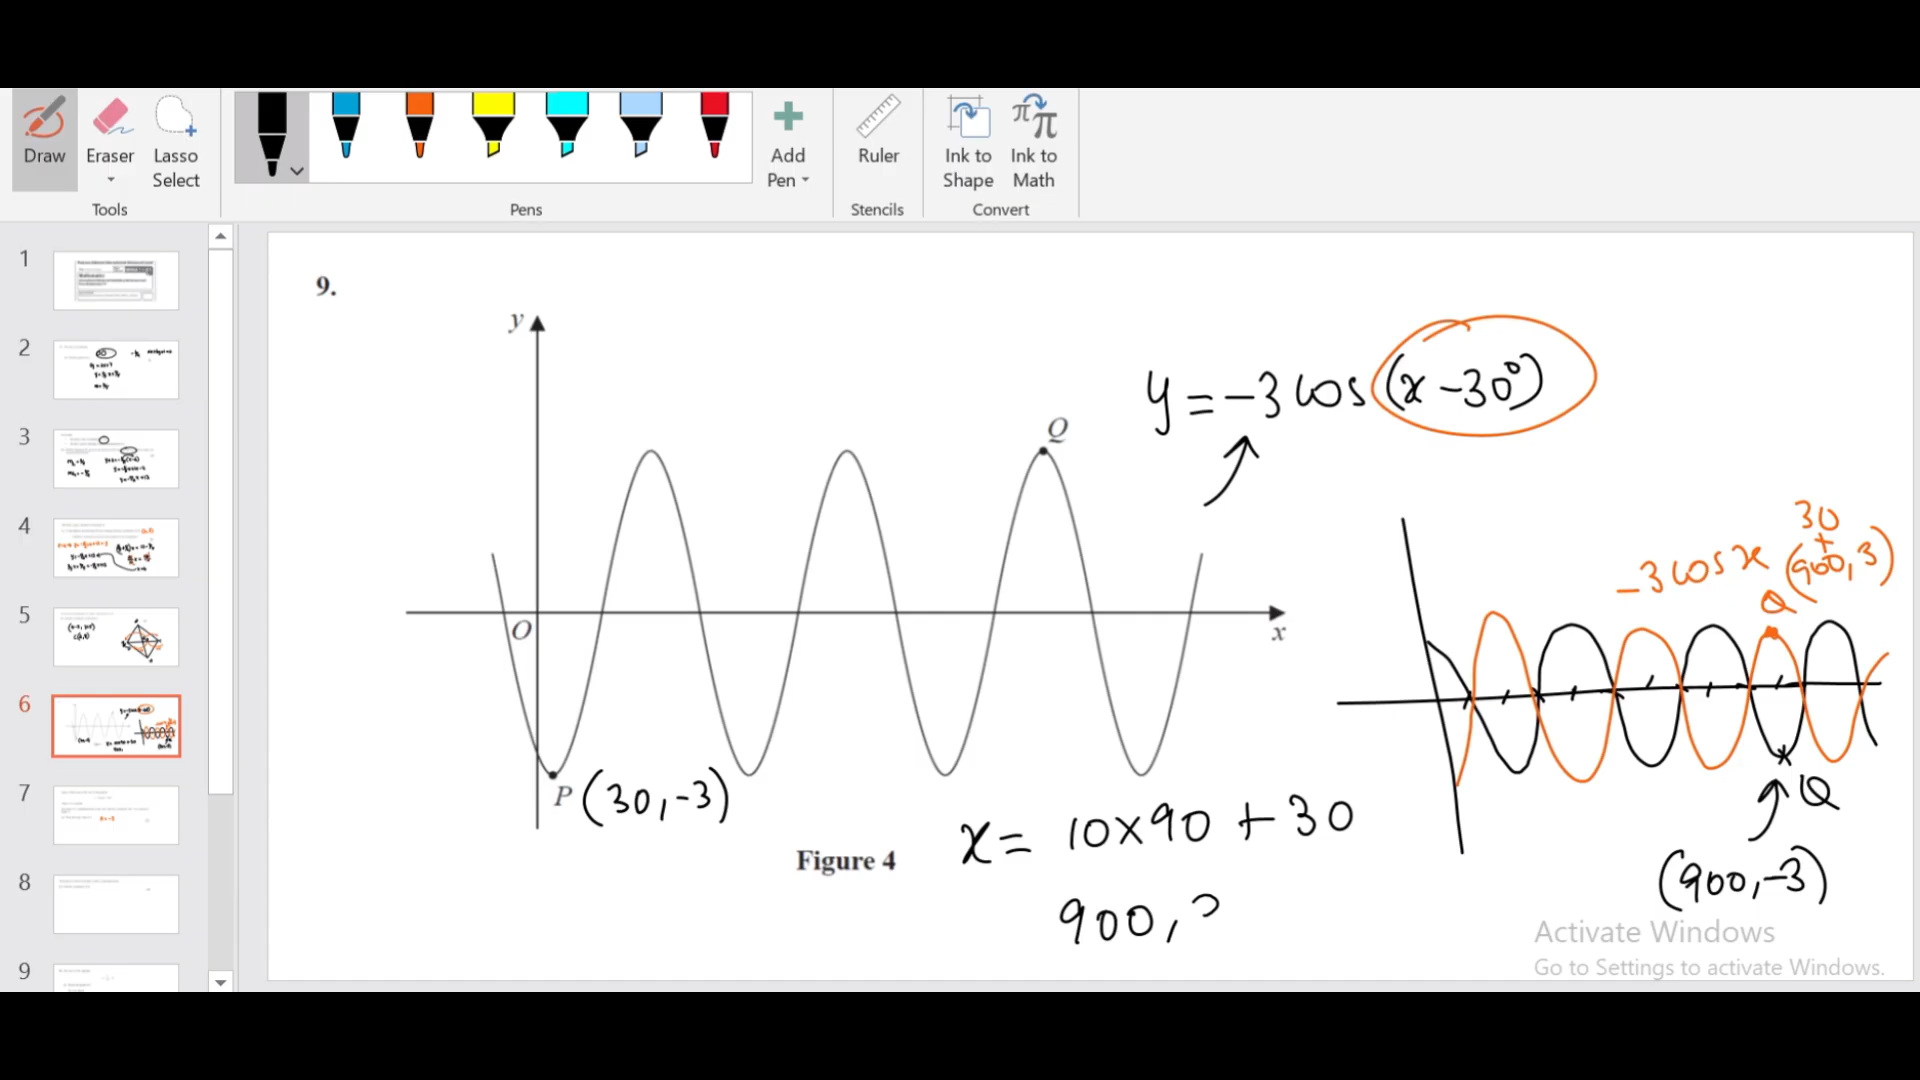 Draw
Eraser
Lasso
Select
Add
Pen
Ruler
Ink to
Shape
Ink to
Math
Tools
Pens
Stencils
Convert
1
2
3
4
5
6
7
8
9
9.
y
y = -3 cos (x - 30°)
Q
O
x
30
+
-3 cos x (900, 3)
Q
P (30, -3)
Q
x = 10×90 + 30
Figure 4
(900, -3)
900,
Activate Windows
Go to Settings to activate Windows.